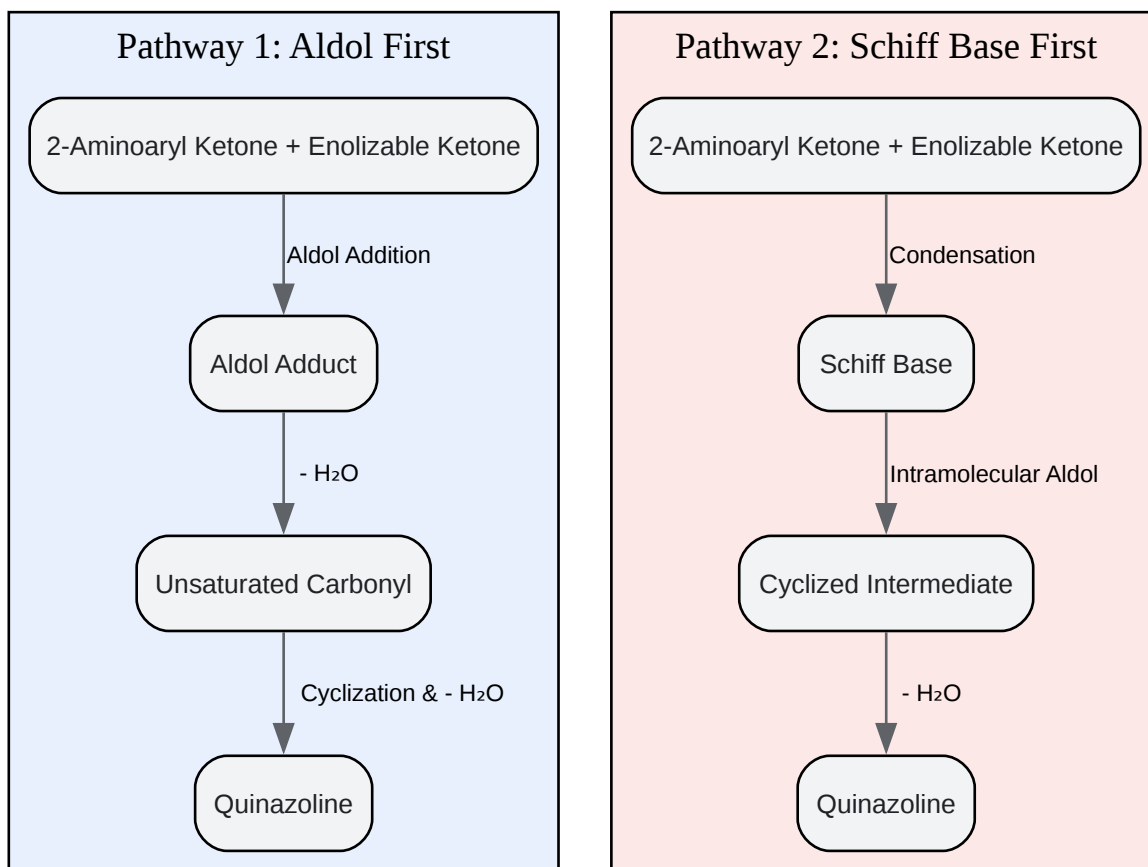 Pathway 1: Aldol First
2-Aminoaryl Ketone + Enolizable Ketone
Aldol Addition
Aldol Adduct
- H₂O
Unsaturated Carbonyl
Cyclization & - H₂O
Quinazoline
Pathway 2: Schiff Base First
2-Aminoaryl Ketone + Enolizable Ketone
Condensation
Schiff Base
Intramolecular Aldol
Cyclized Intermediate
- H₂O
Quinazoline